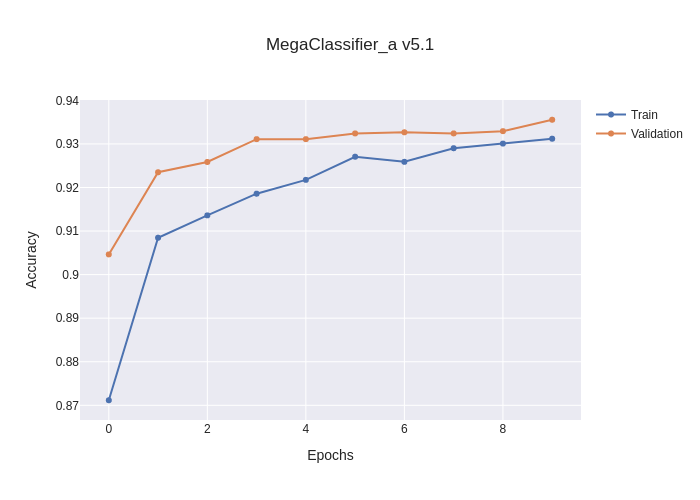 MegaClassifier_a v5.1
Train
Validation
Accuracy
0.94
0.93
0.92
0.91
0.9
0.89
0.88
0.87
0 2 4 6 8
Epochs